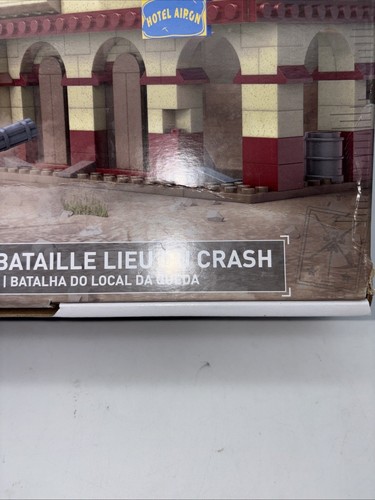 HOTEL AIRON
BATAILLE LIEU CRASH
| BATALHA DO LOCAL DA QUEDA